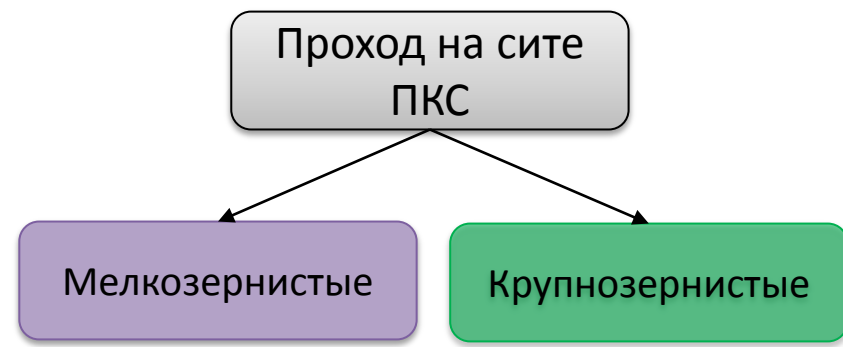 Проход на сите
ПКС
Мелкозернистые
Крупнозернистые